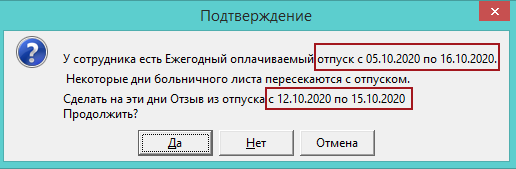 Подтверждение
У сотрудника есть Ежегодный оплачиваемый отпуск с 05.10.2020 по 16.10.2020.
Некоторые дни больничного листа пересекаются с отпуском.
Сделать на эти дни Отзыв из отпуска с 12.10.2020 по 15.10.2020
Продолжить?
Да Нет Отмена